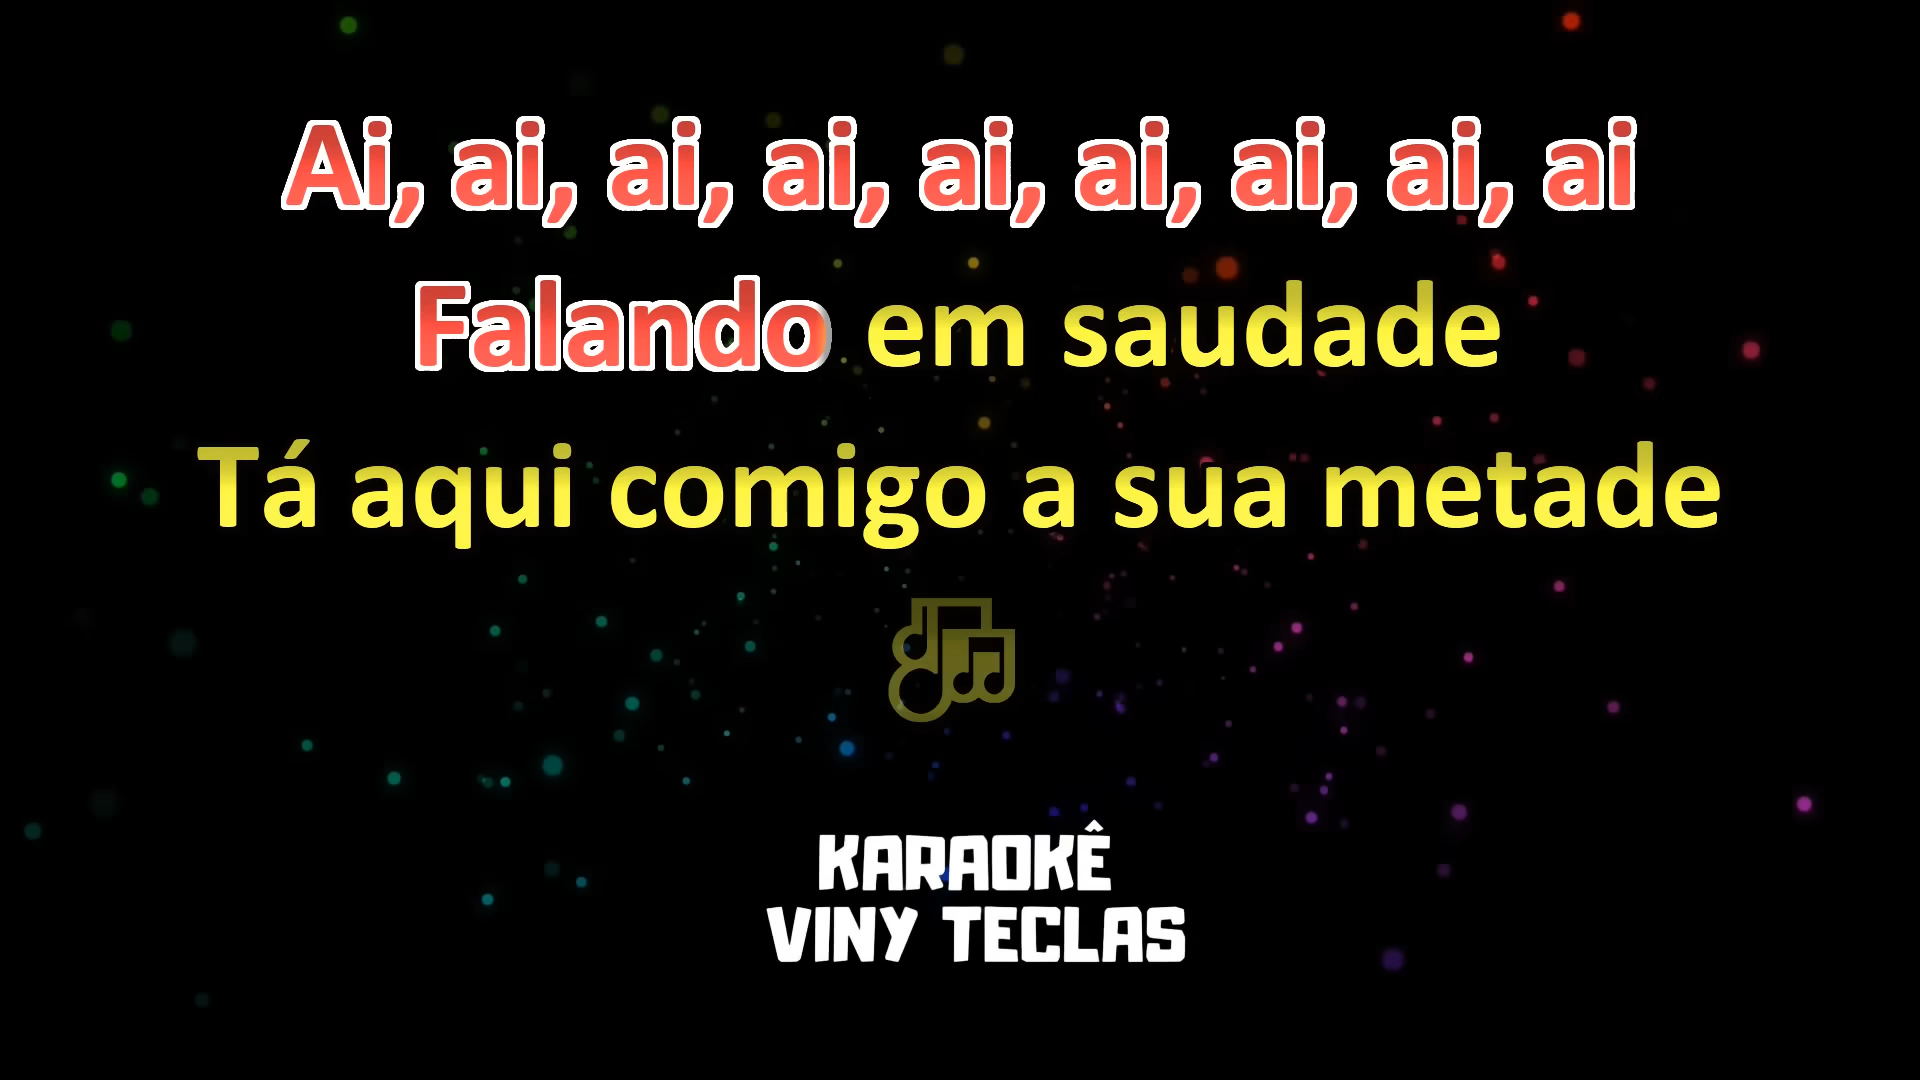 Ai, ai, ai, ai, ai, ai, ai, ai, ai
Falando em saudade
Tá aqui comigo a sua metade
KARAOKÊ
VINY TECLAS